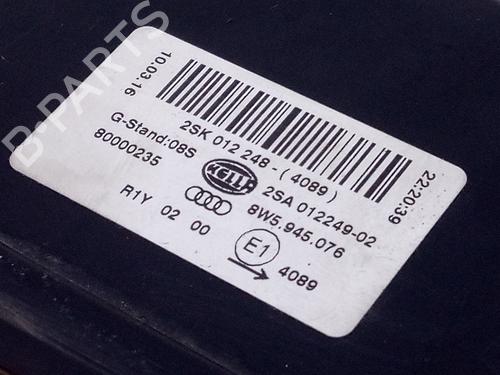 B-PARTS
10.03.16
22:20:39
2SK 012 248 - ( 4089 )
G-Stand:08S
HELLA
2SA 012249-02
80000235
8W5.945.076
R1Y 02 00
E1
4089